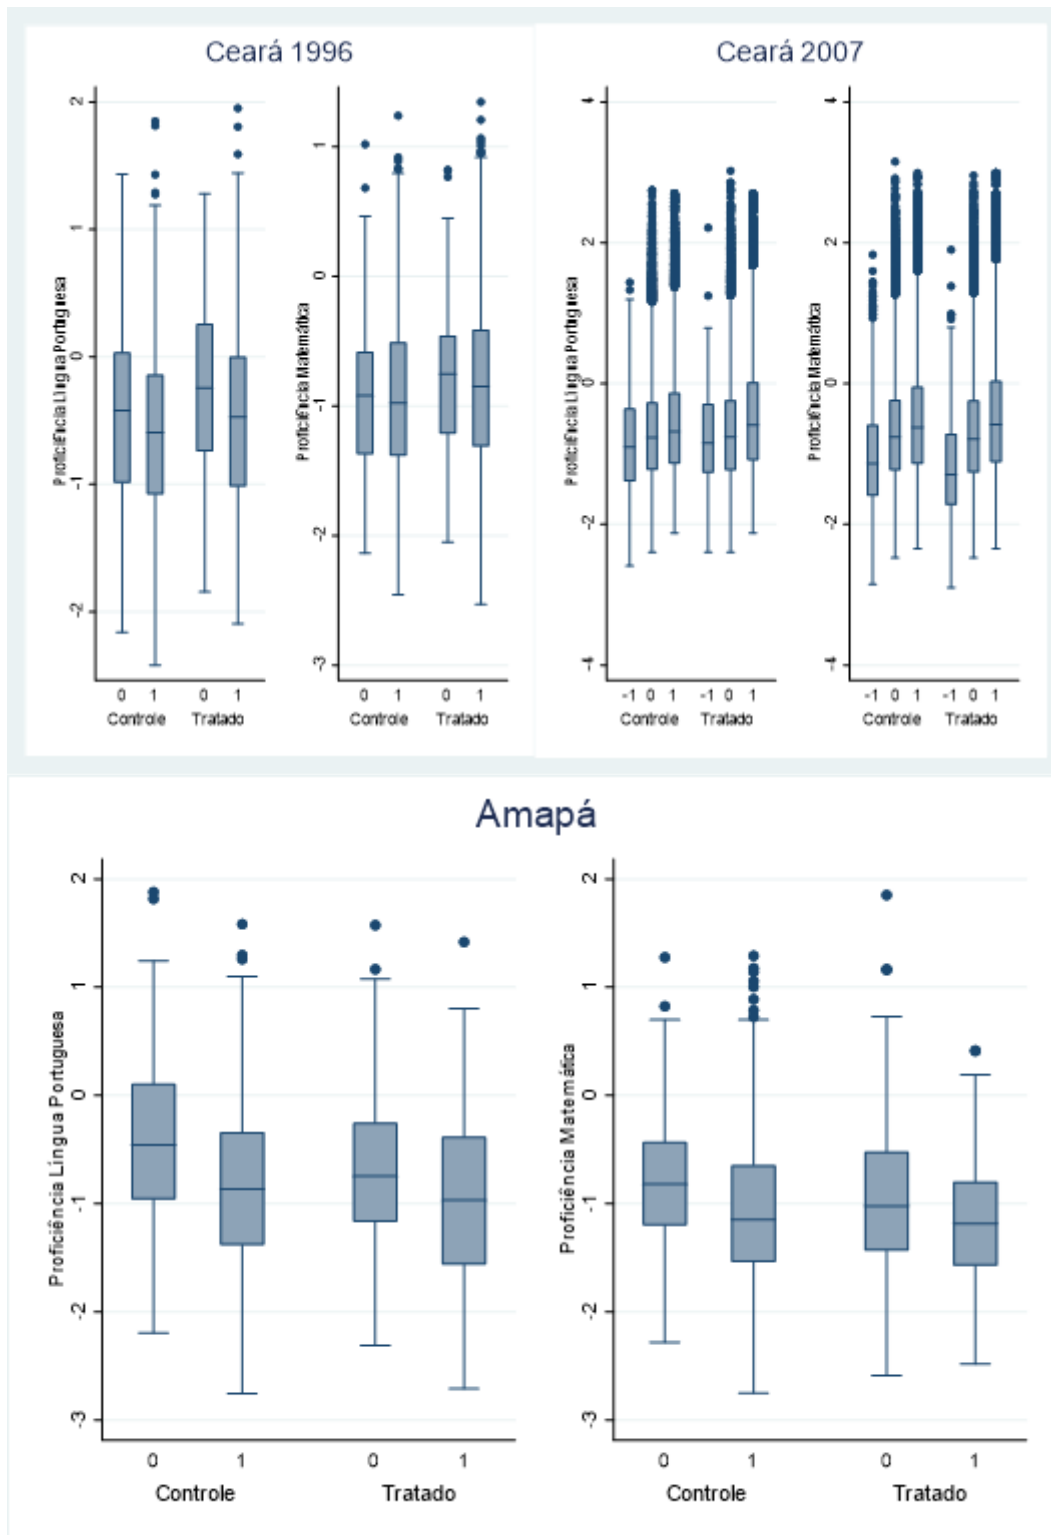 Ceará 1996
Proficiência Língua Portuguesa
2
1
0
-1
-2
0 1 0 1
Controle Tratado
Proficiência Matemática
1
0
-1
-2
-3
0 1 0 1
Controle Tratado
Ceará 2007
Proficiência Língua Portuguesa
4
2
0
-2
-4
-1 0 1 -1 0 1
Controle Tratado
Proficiência Matemática
4
2
0
-2
-4
-1 0 1 -1 0 1
Controle Tratado
Amapá
Proficiência Língua Portuguesa
2
1
0
-1
-2
-3
0 1 0 1
Controle Tratado
Proficiência Matemática
2
1
0
-1
-2
-3
0 1 0 1
Controle Tratado